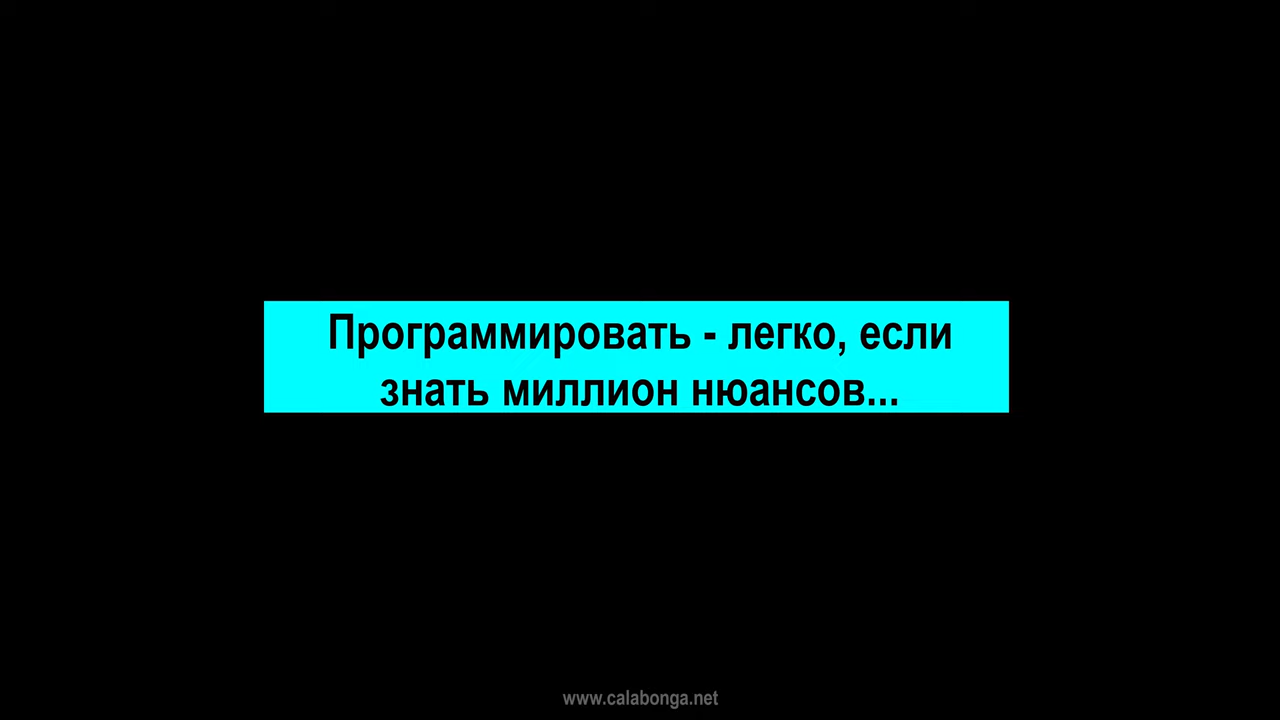 Программировать - легко, если
знать миллион нюансов...
www.calabonga.net